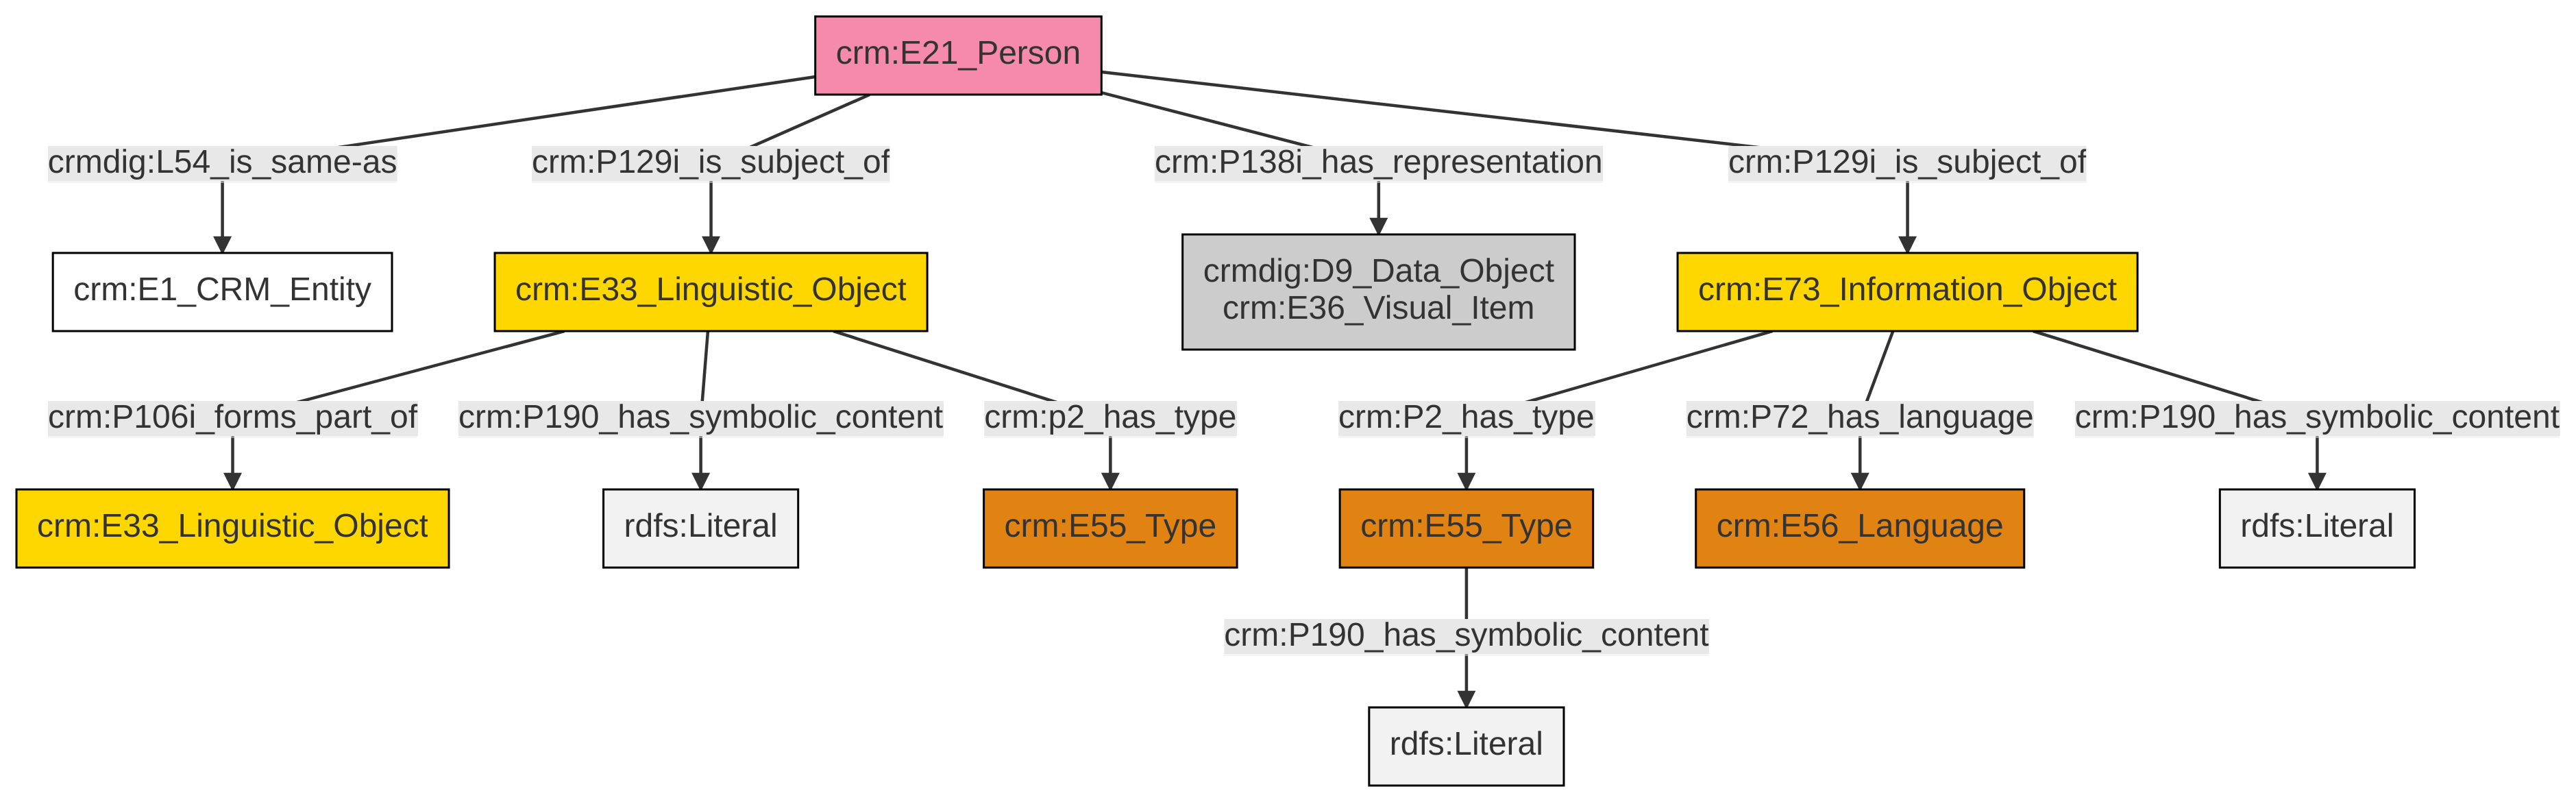 crm:E21_Person
crmdig:L54_is_same-as
crm:P129i_is_subject_of
crm:P138i_has_representation
crm:P129i_is_subject_of
crm:E1_CRM_Entity
crm:E33_Linguistic_Object
crmdig:D9_Data_Object
crm:E36_Visual_Item
crm:E73_Information_Object
crm:P106i_forms_part_of
crm:P190_has_symbolic_content
crm:p2_has_type
crm:P2_has_type
crm:P72_has_language
crm:P190_has_symbolic_content
crm:E33_Linguistic_Object
rdfs:Literal
crm:E55_Type
crm:E55_Type
crm:E56_Language
rdfs:Literal
crm:P190_has_symbolic_content
rdfs:Literal